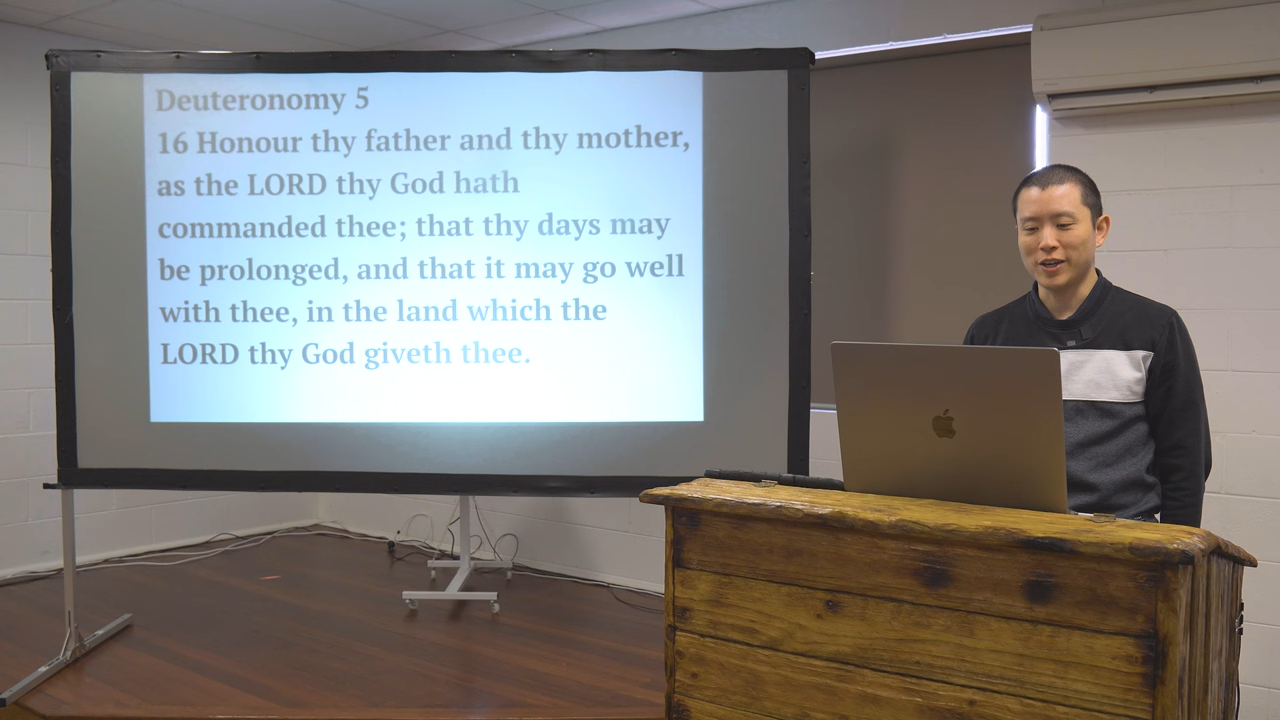 Deuteronomy 5
16 Honour thy father and thy mother,
as the LORD thy God hath
commanded thee; that thy days may
be prolonged, and that it may go well
with thee, in the land which the
LORD thy God giveth thee.